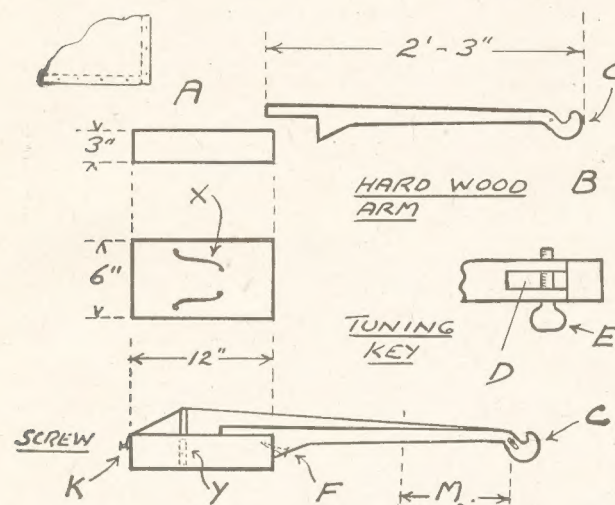 2'-3"
A
C
3"
HARD WOOD
ARM
B
X
6"
TUNING
KEY
E
D
12"
SCREW
C
K
Y
F
M.